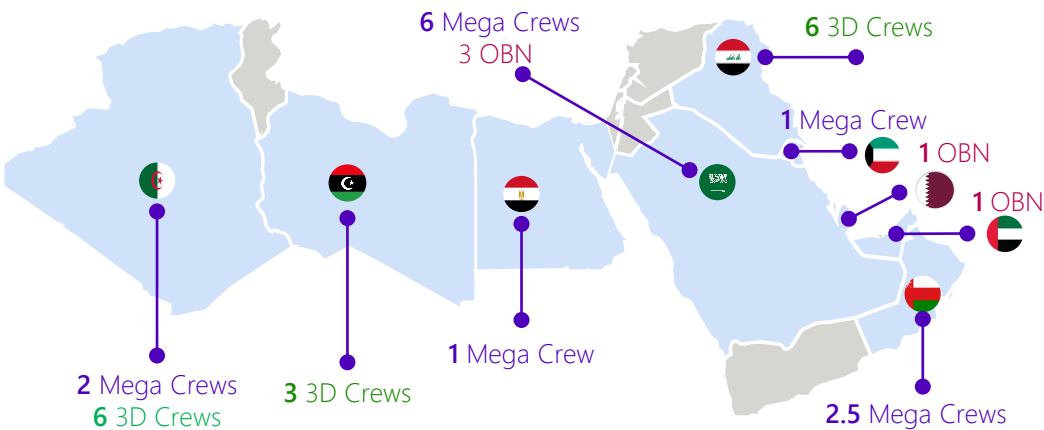 6 Mega Crews
3 OBN
6 3D Crews
1 Mega Crew
1 OBN
1 OBN
2 Mega Crews
6 3D Crews
3 3D Crews
1 Mega Crew
2.5 Mega Crews